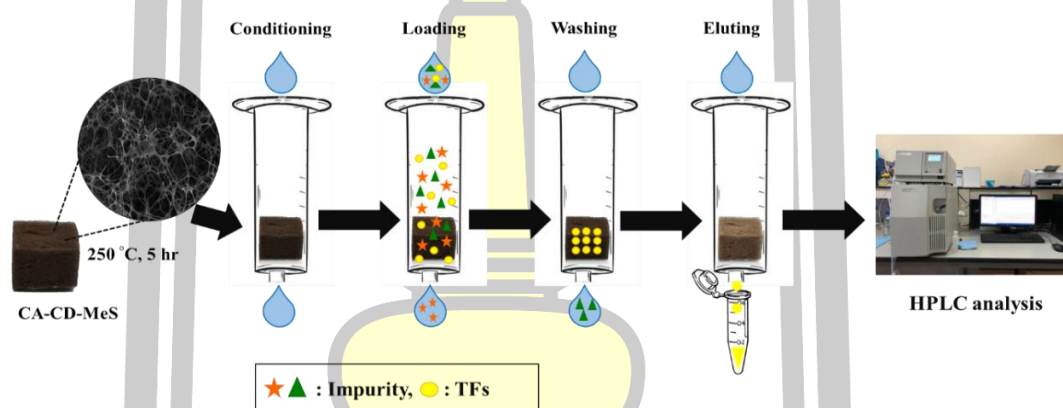 Conditioning
Loading
Washing
Eluting
250 °C, 5 hr
CA-CD-MeS
HPLC analysis
: Impurity, : TFs